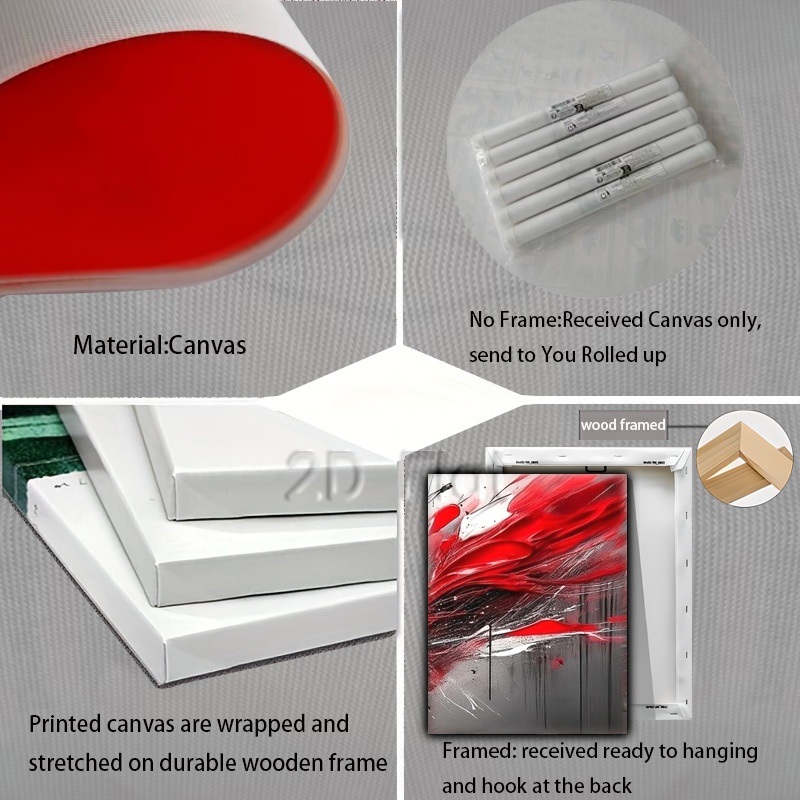 Material:Canvas
No Frame:Received Canvas only,
send to You Rolled up
wood framed
2.D
Printed canvas are wrapped and
stretched on durable wooden frame
Framed: received ready to hanging
and hook at the back